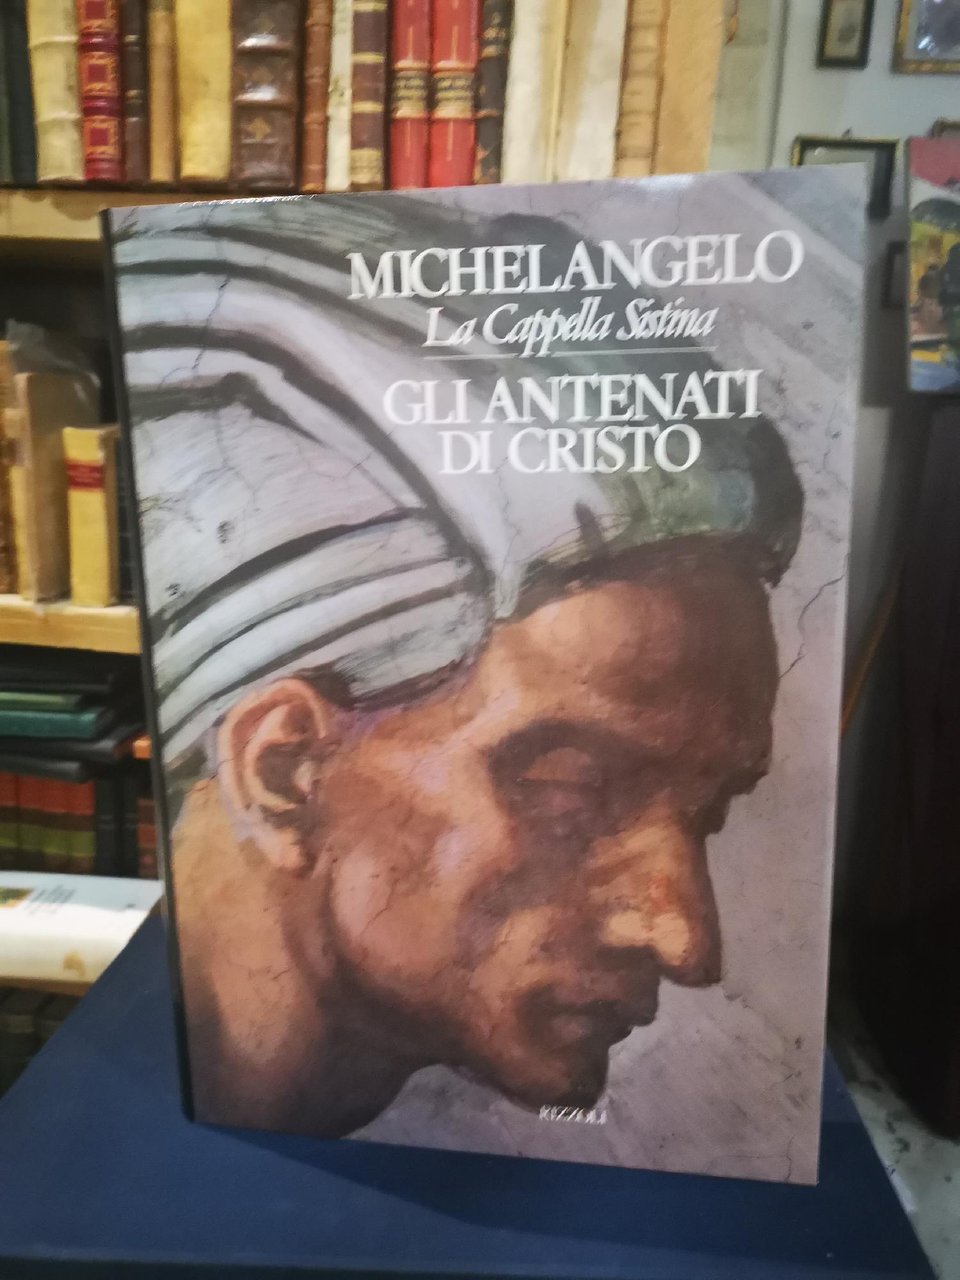 MICHELANGELO
La Cappella Sistina
GLI ANTENATI
DI CRISTO
RIZZOLI